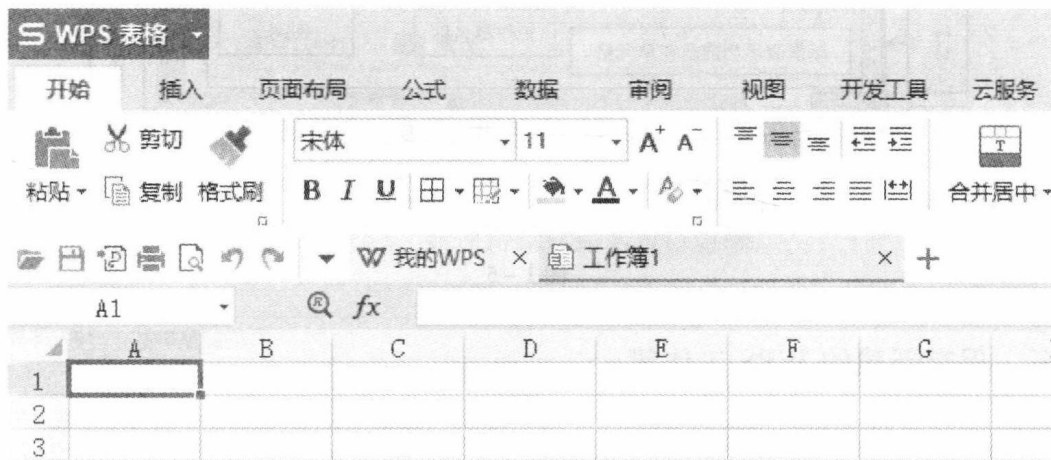 S WPS 表格
开始 插入 页面布局 公式 数据 审阅 视图 开发工具 云服务
剪切 宋体 11 A⁺ A⁻
粘贴 复制 格式刷 B I U A 合并居中
W 我的WPS × 工作簿1 × +
A1 fx
A B C D E F G
1
2
3